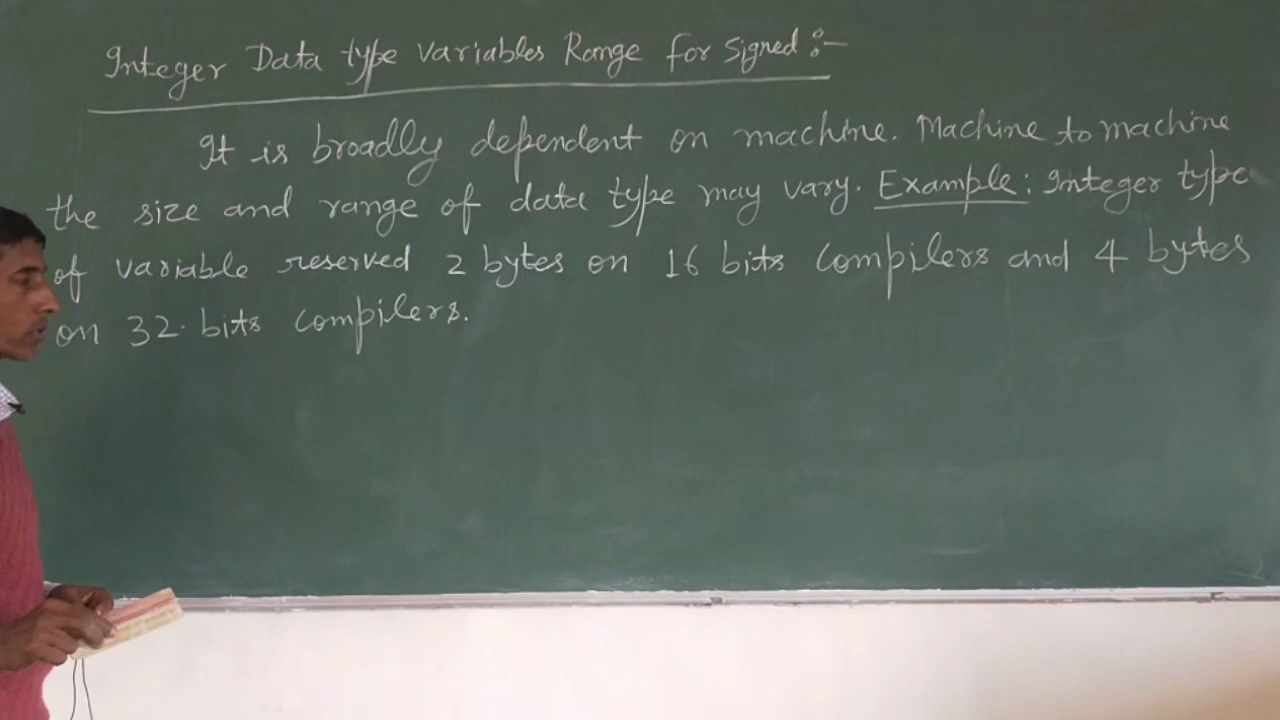 Integer Data type variables Range for Signed :-
It is broadly dependent on machine. Machine to machine
the size and range of data type may vary. Example: Integer type
of variable reserved 2 bytes on 16 bits compilers and 4 bytes
on 32 bits compilers.